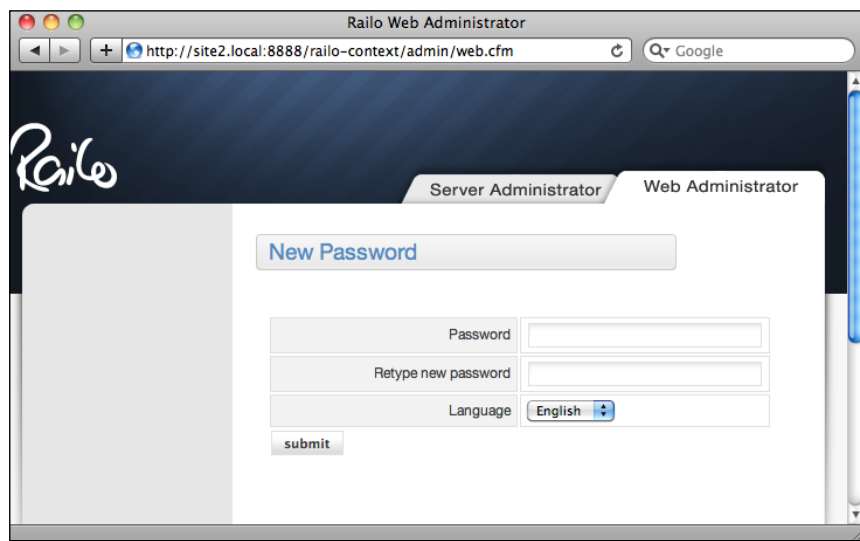 Railo Web Administrator
http://site2.local:8888/railo-context/admin/web.cfm
Google
Railo
Server Administrator
Web Administrator
New Password
Password
Retype new password
Language
English
submit